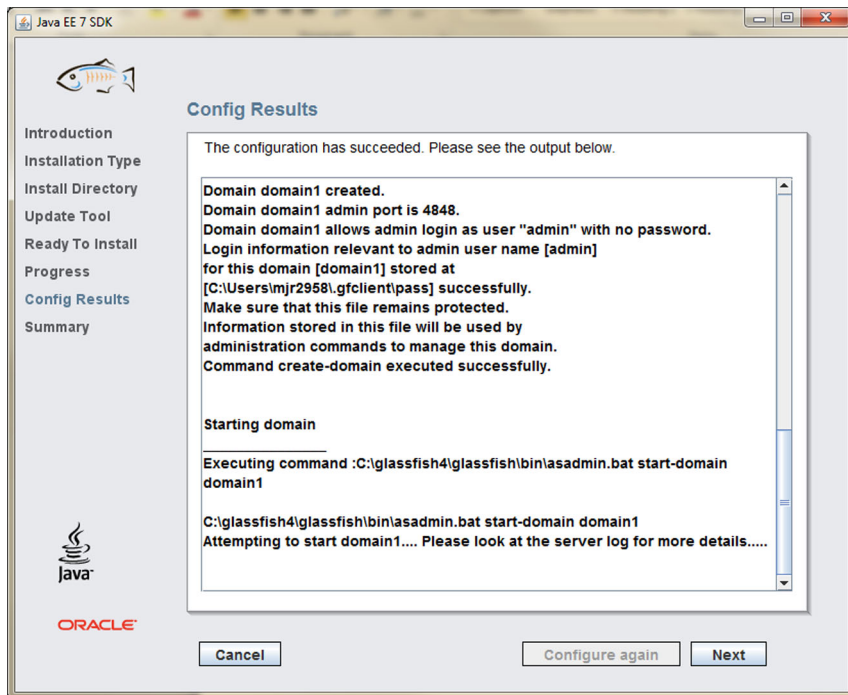 Java EE 7 SDK
Config Results
Introduction
Installation Type
Install Directory
Update Tool
Ready To Install
Progress
Config Results
Summary
The configuration has succeeded. Please see the output below.
Domain domain1 created.
Domain domain1 admin port is 4848.
Domain domain1 allows admin login as user "admin" with no password.
Login information relevant to admin user name [admin]
for this domain [domain1] stored at
[C:\Users\mjr2958\.gfclient\pass] successfully.
Make sure that this file remains protected.
Information stored in this file will be used by
administration commands to manage this domain.
Command create-domain executed successfully.
Starting domain
Executing command :C:\glassfish4\glassfish\bin\asadmin.bat start-domain
domain1
C:\glassfish4\glassfish\bin\asadmin.bat start-domain domain1
Attempting to start domain1.... Please look at the server log for more details.....
Java
ORACLE
Cancel
Configure again
Next